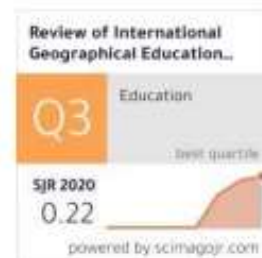 Review of International
Geographical Education...
Q3
Education
best quartile
SJR 2020
0.22
powered by scimagojr.com